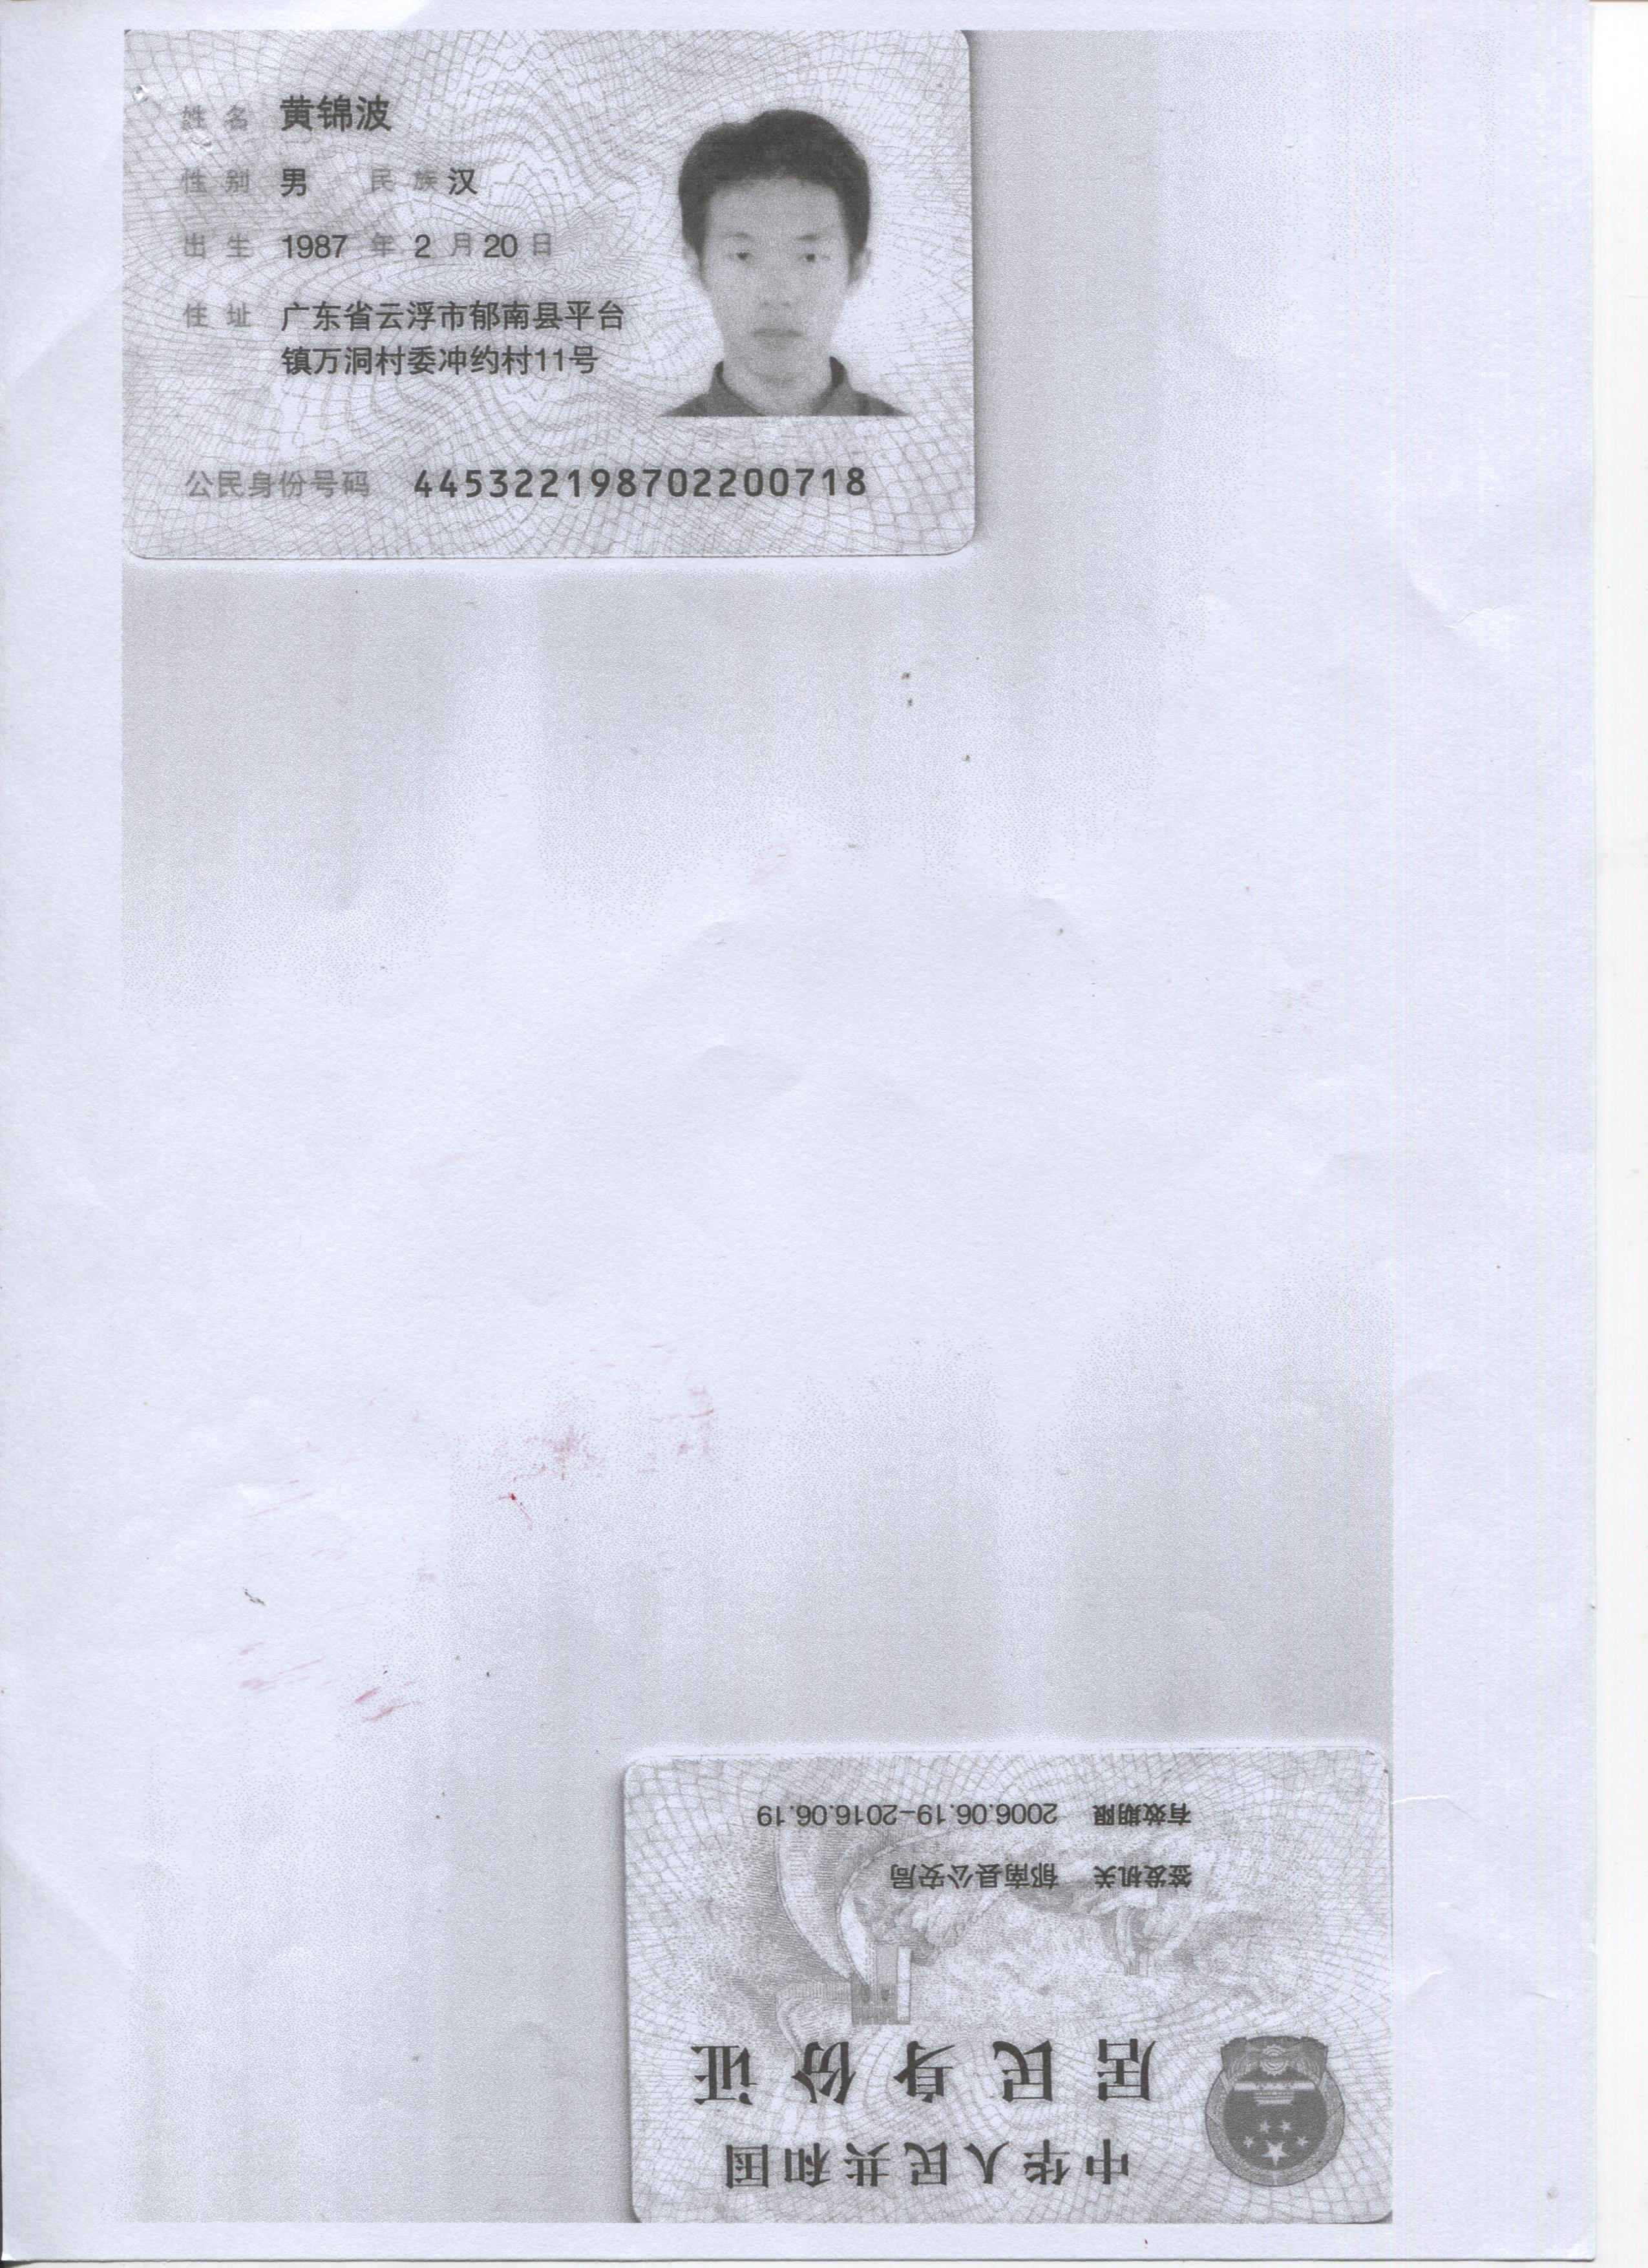 姓名 黄锦波
性别 男 民族 汉
出生 1987 年 2 月 20 日
住址 广东省云浮市郁南县平台
镇万洞村委冲约村11号
公民身份号码 445322198702200718
中华人民共和国
居民身份证
签发机关 郁南县公安局
有效期限 2006.06.19-2016.06.19